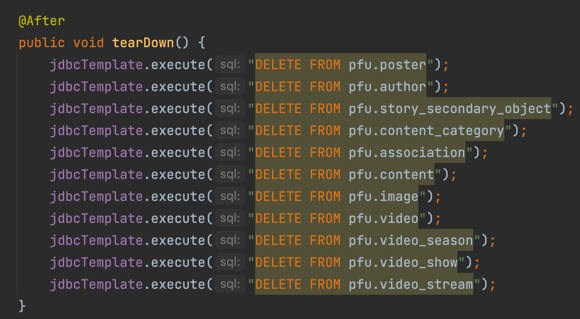 @After
public void tearDown() {
jdbcTemplate.execute( sql: "DELETE FROM pfu.poster");
jdbcTemplate.execute( sql: "DELETE FROM pfu.author");
jdbcTemplate.execute( sql: "DELETE FROM pfu.story_secondary_object");
jdbcTemplate.execute( sql: "DELETE FROM pfu.content_category");
jdbcTemplate.execute( sql: "DELETE FROM pfu.association");
jdbcTemplate.execute( sql: "DELETE FROM pfu.content");
jdbcTemplate.execute( sql: "DELETE FROM pfu.image");
jdbcTemplate.execute( sql: "DELETE FROM pfu.video");
jdbcTemplate.execute( sql: "DELETE FROM pfu.video_season");
jdbcTemplate.execute( sql: "DELETE FROM pfu.video_show");
jdbcTemplate.execute( sql: "DELETE FROM pfu.video_stream");
}